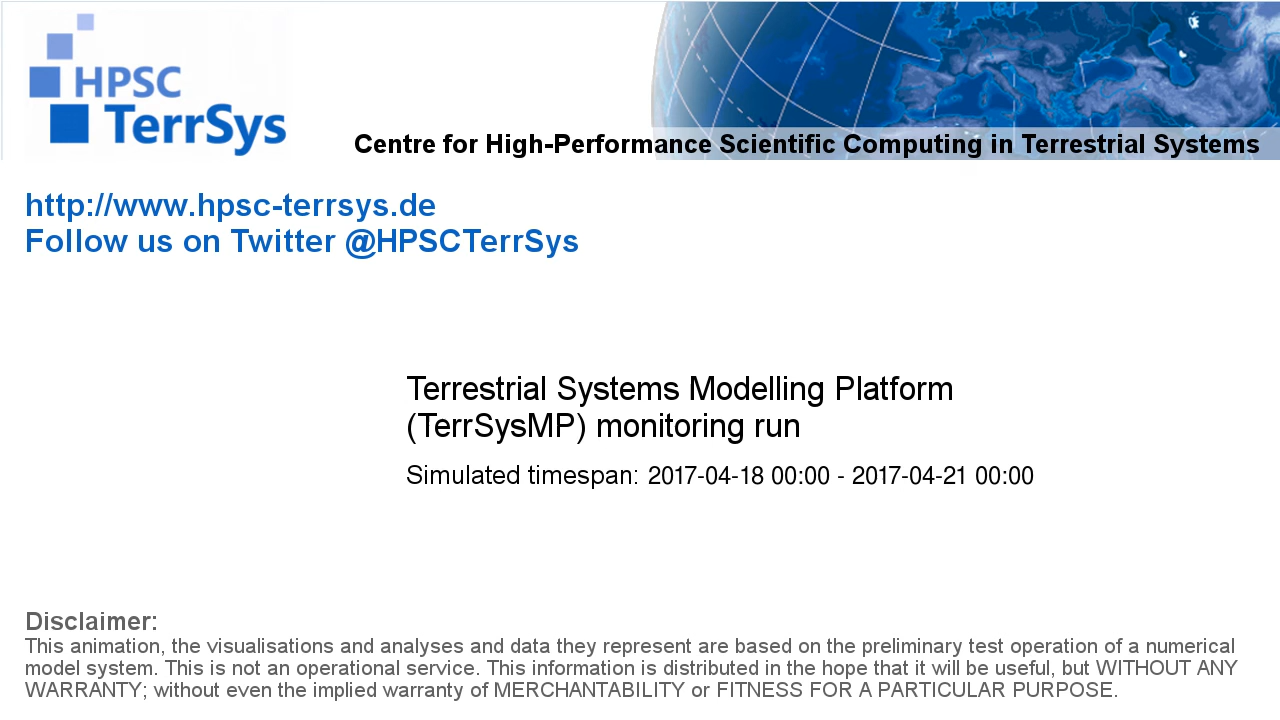 HPSC
TerrSys
Centre for High-Performance Scientific Computing in Terrestrial Systems
http://www.hpsc-terrsys.de
Follow us on Twitter @HPSCTerrSys
Terrestrial Systems Modelling Platform
(TerrSysMP) monitoring run
Simulated timespan: 2017-04-18 00:00 - 2017-04-21 00:00
Disclaimer:
This animation, the visualisations and analyses and data they represent are based on the preliminary test operation of a numerical
model system. This is not an operational service. This information is distributed in the hope that it will be useful, but WITHOUT ANY
WARRANTY; without even the implied warranty of MERCHANTABILITY or FITNESS FOR A PARTICULAR PURPOSE.